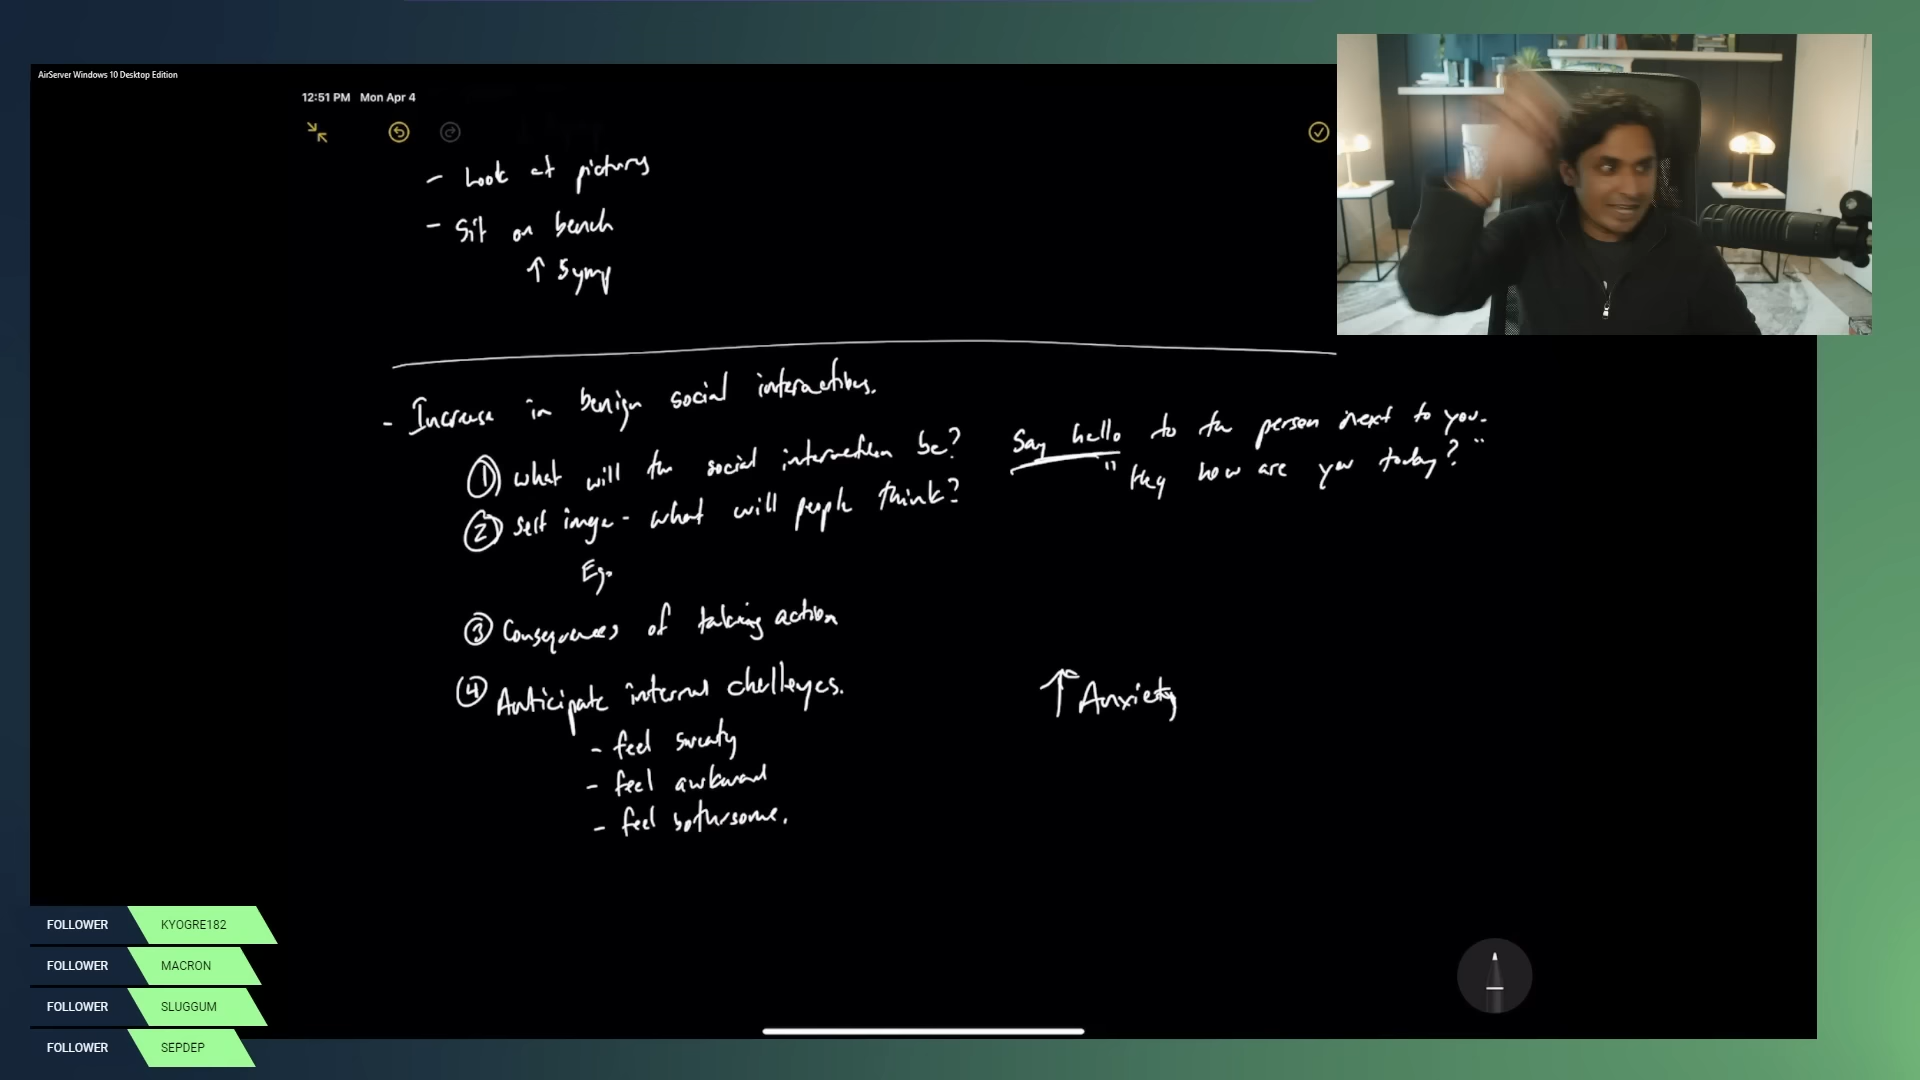 AirServer Windows 10 Desktop Edition
12:51 PM Mon Apr 4
- Look at pictures
- Sit on bench
↑ Symp
- Increase in benign social interactions.
① What will the social interaction be?
Say hello to the person next to you.
"Hey how are you today?"
② Self image - what will people think?
Eg.
③ Consequences of taking action
④ Anticipate internal challenges.
↑ Anxiety
- feel sweaty
- feel awkward
- feel bothersome.
FOLLOWER KYOGRE182
FOLLOWER MACRON
FOLLOWER SLUGGUM
FOLLOWER SEPDEP